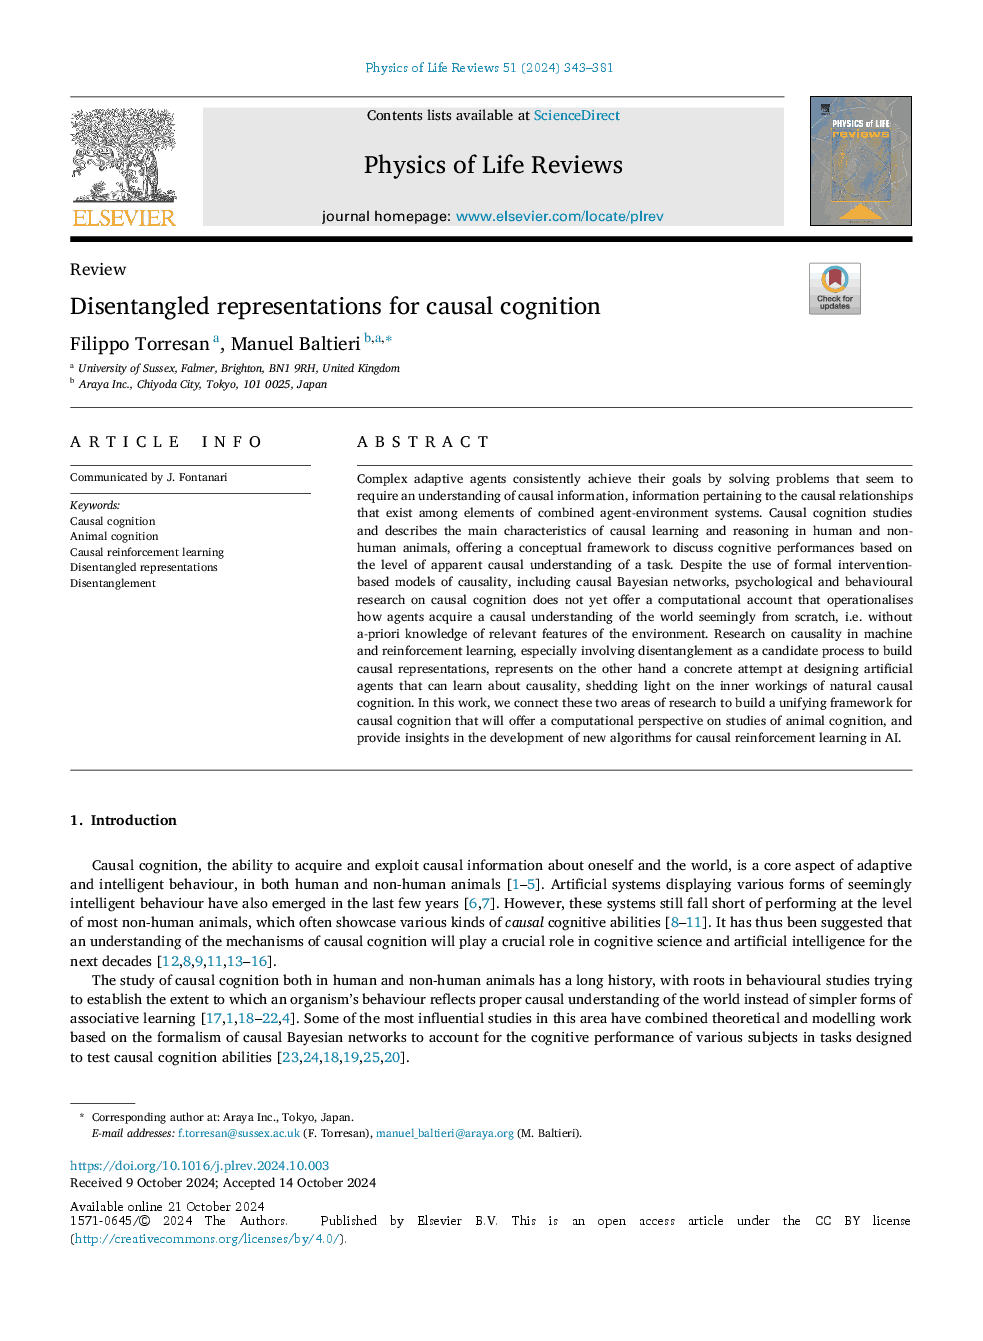 Physics of Life Reviews 51 (2024) 343–381
Contents lists available at ScienceDirect
Physics of Life Reviews
journal homepage: www.elsevier.com/locate/plrev
ELSEVIER
PHYSICS of LIFE
reviews
Review
Check for
updates
Disentangled representations for causal cognition
Filippo Torresan a, Manuel Baltieri b,a,*
a University of Sussex, Falmer, Brighton, BN1 9RH, United Kingdom
b Araya Inc., Chiyoda City, Tokyo, 101 0025, Japan
ARTICLE INFO
Communicated by J. Fontanari
Keywords:
Causal cognition
Animal cognition
Causal reinforcement learning
Disentangled representations
Disentanglement
ABSTRACT
Complex adaptive agents consistently achieve their goals by solving problems that seem to
require an understanding of causal information, information pertaining to the causal relationships
that exist among elements of combined agent-environment systems. Causal cognition studies
and describes the main characteristics of causal learning and reasoning in human and non-
human animals, offering a conceptual framework to discuss cognitive performances based on
the level of apparent causal understanding of a task. Despite the use of formal intervention-
based models of causality, including causal Bayesian networks, psychological and behavioural
research on causal cognition does not yet offer a computational account that operationalises
how agents acquire a causal understanding of the world seemingly from scratch, i.e. without
a-priori knowledge of relevant features of the environment. Research on causality in machine
and reinforcement learning, especially involving disentanglement as a candidate process to build
causal representations, represents on the other hand a concrete attempt at designing artificial
agents that can learn about causality, shedding light on the inner workings of natural causal
cognition. In this work, we connect these two areas of research to build a unifying framework for
causal cognition that will offer a computational perspective on studies of animal cognition, and
provide insights in the development of new algorithms for causal reinforcement learning in AI.
1. Introduction
Causal cognition, the ability to acquire and exploit causal information about oneself and the world, is a core aspect of adaptive
and intelligent behaviour, in both human and non-human animals [1–5]. Artificial systems displaying various forms of seemingly
intelligent behaviour have also emerged in the last few years [6,7]. However, these systems still fall short of performing at the level
of most non-human animals, which often showcase various kinds of causal cognitive abilities [8–11]. It has thus been suggested that
an understanding of the mechanisms of causal cognition will play a crucial role in cognitive science and artificial intelligence for the
next decades [12,8,9,11,13–16].
The study of causal cognition both in human and non-human animals has a long history, with roots in behavioural studies trying
to establish the extent to which an organism's behaviour reflects proper causal understanding of the world instead of simpler forms of
associative learning [17,1,18–22,4]. Some of the most influential studies in this area have combined theoretical and modelling work
based on the formalism of causal Bayesian networks to account for the cognitive performance of various subjects in tasks designed
to test causal cognition abilities [23,24,18,19,25,20].
* Corresponding author at: Araya Inc., Tokyo, Japan.
E-mail addresses: f.torresan@sussex.ac.uk (F. Torresan), manuel_baltieri@araya.org (M. Baltieri).
https://doi.org/10.1016/j.plrev.2024.10.003
Received 9 October 2024; Accepted 14 October 2024
Available online 21 October 2024
1571-0645/© 2024 The Authors. Published by Elsevier B.V. This is an open access article under the CC BY license
(http://creativecommons.org/licenses/by/4.0/).